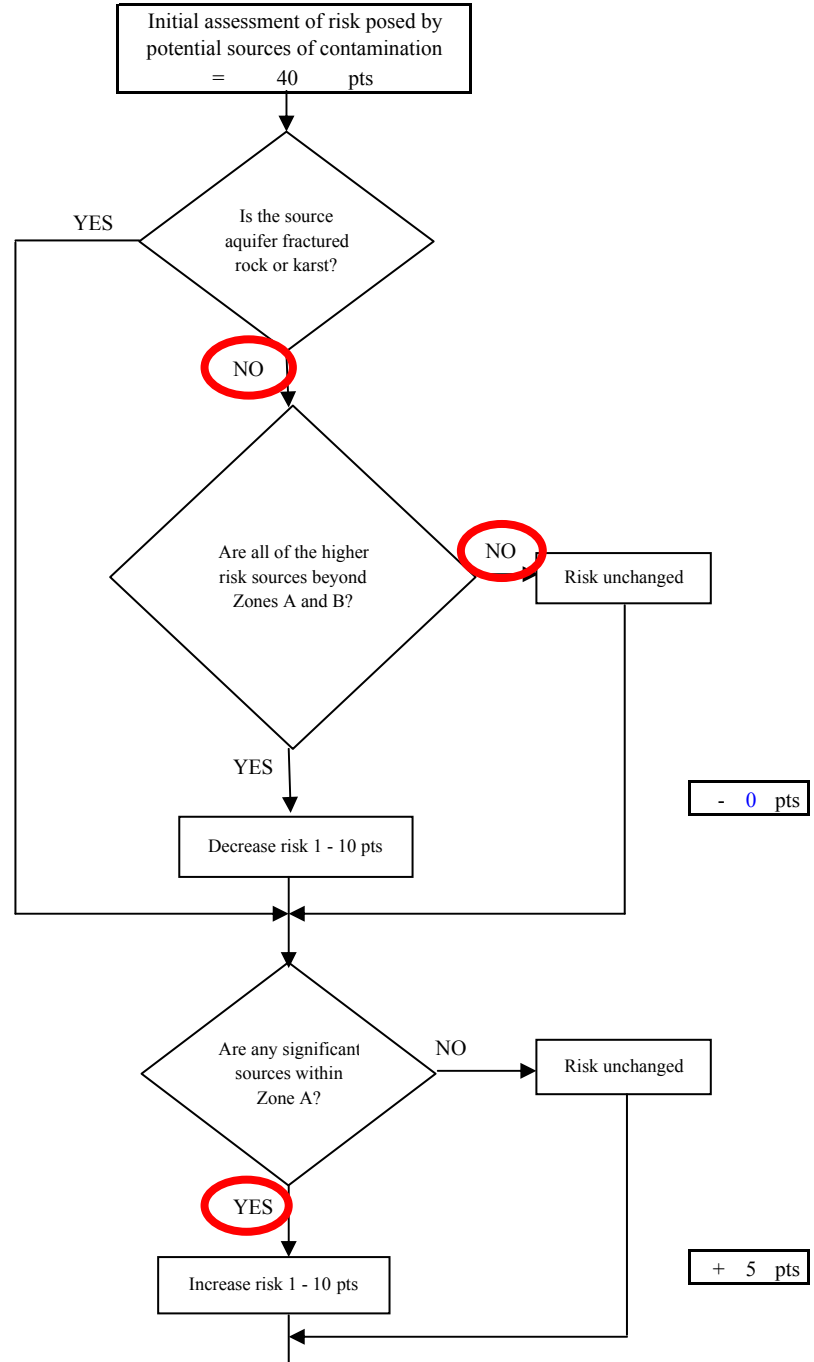 Initial assessment of risk posed by
potential sources of contamination
= 40 pts
YES
Is the source
aquifer fractured
rock or karst?
NO
Are all of the higher
risk sources beyond
Zones A and B?
NO
Risk unchanged
YES
- 0 pts
Decrease risk 1 - 10 pts
Are any significant
sources within
Zone A?
NO
Risk unchanged
YES
+ 5 pts
Increase risk 1 - 10 pts